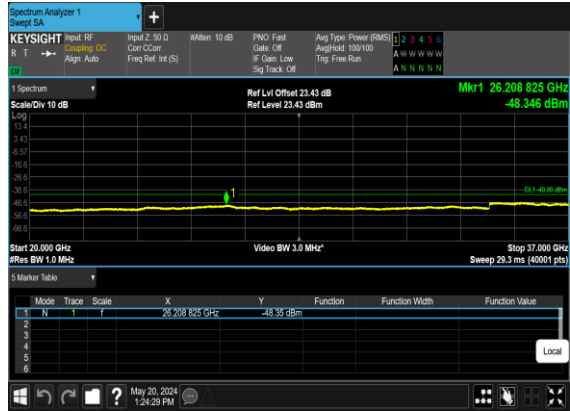 Spectrum Analyzer 1
Swept SA
+
KEYSIGHT Input: RF Input Z: 50 Ω #Atten: 10 dB PNO: Fast Avg Type: Power (RMS) 1 2 3 4 5 6
R T Coupling: DC Corr CCorr Gate: Off Avg|Hold: 100/100 A W W W W W
Align: Auto Freq Ref: Int (S) IF Gain: Low Trig: Free Run
Sig Track: Off A N N N N N
1 Spectrum Ref Lvl Offset 23.43 dB Mkr1 26.208 825 GHz
Scale/Div 10 dB Ref Level 23.43 dBm -48.346 dBm
Log
13.4
3.43
-6.57
-16.6
-26.6
-36.6 1 DL1 -40.00 dBm
-46.6
-56.6
-66.6
Start 20.000 GHz Video BW 3.0 MHz* Stop 37.000 GHz
#Res BW 1.0 MHz Sweep 29.3 ms (40001 pts)
5 Marker Table
Mode Trace Scale X Y Function Function Width Function Value
1 N 1 f 26.208 825 GHz -48.35 dBm
2
3
4
5
6
Local
? May 20, 2024
1:24:29 PM